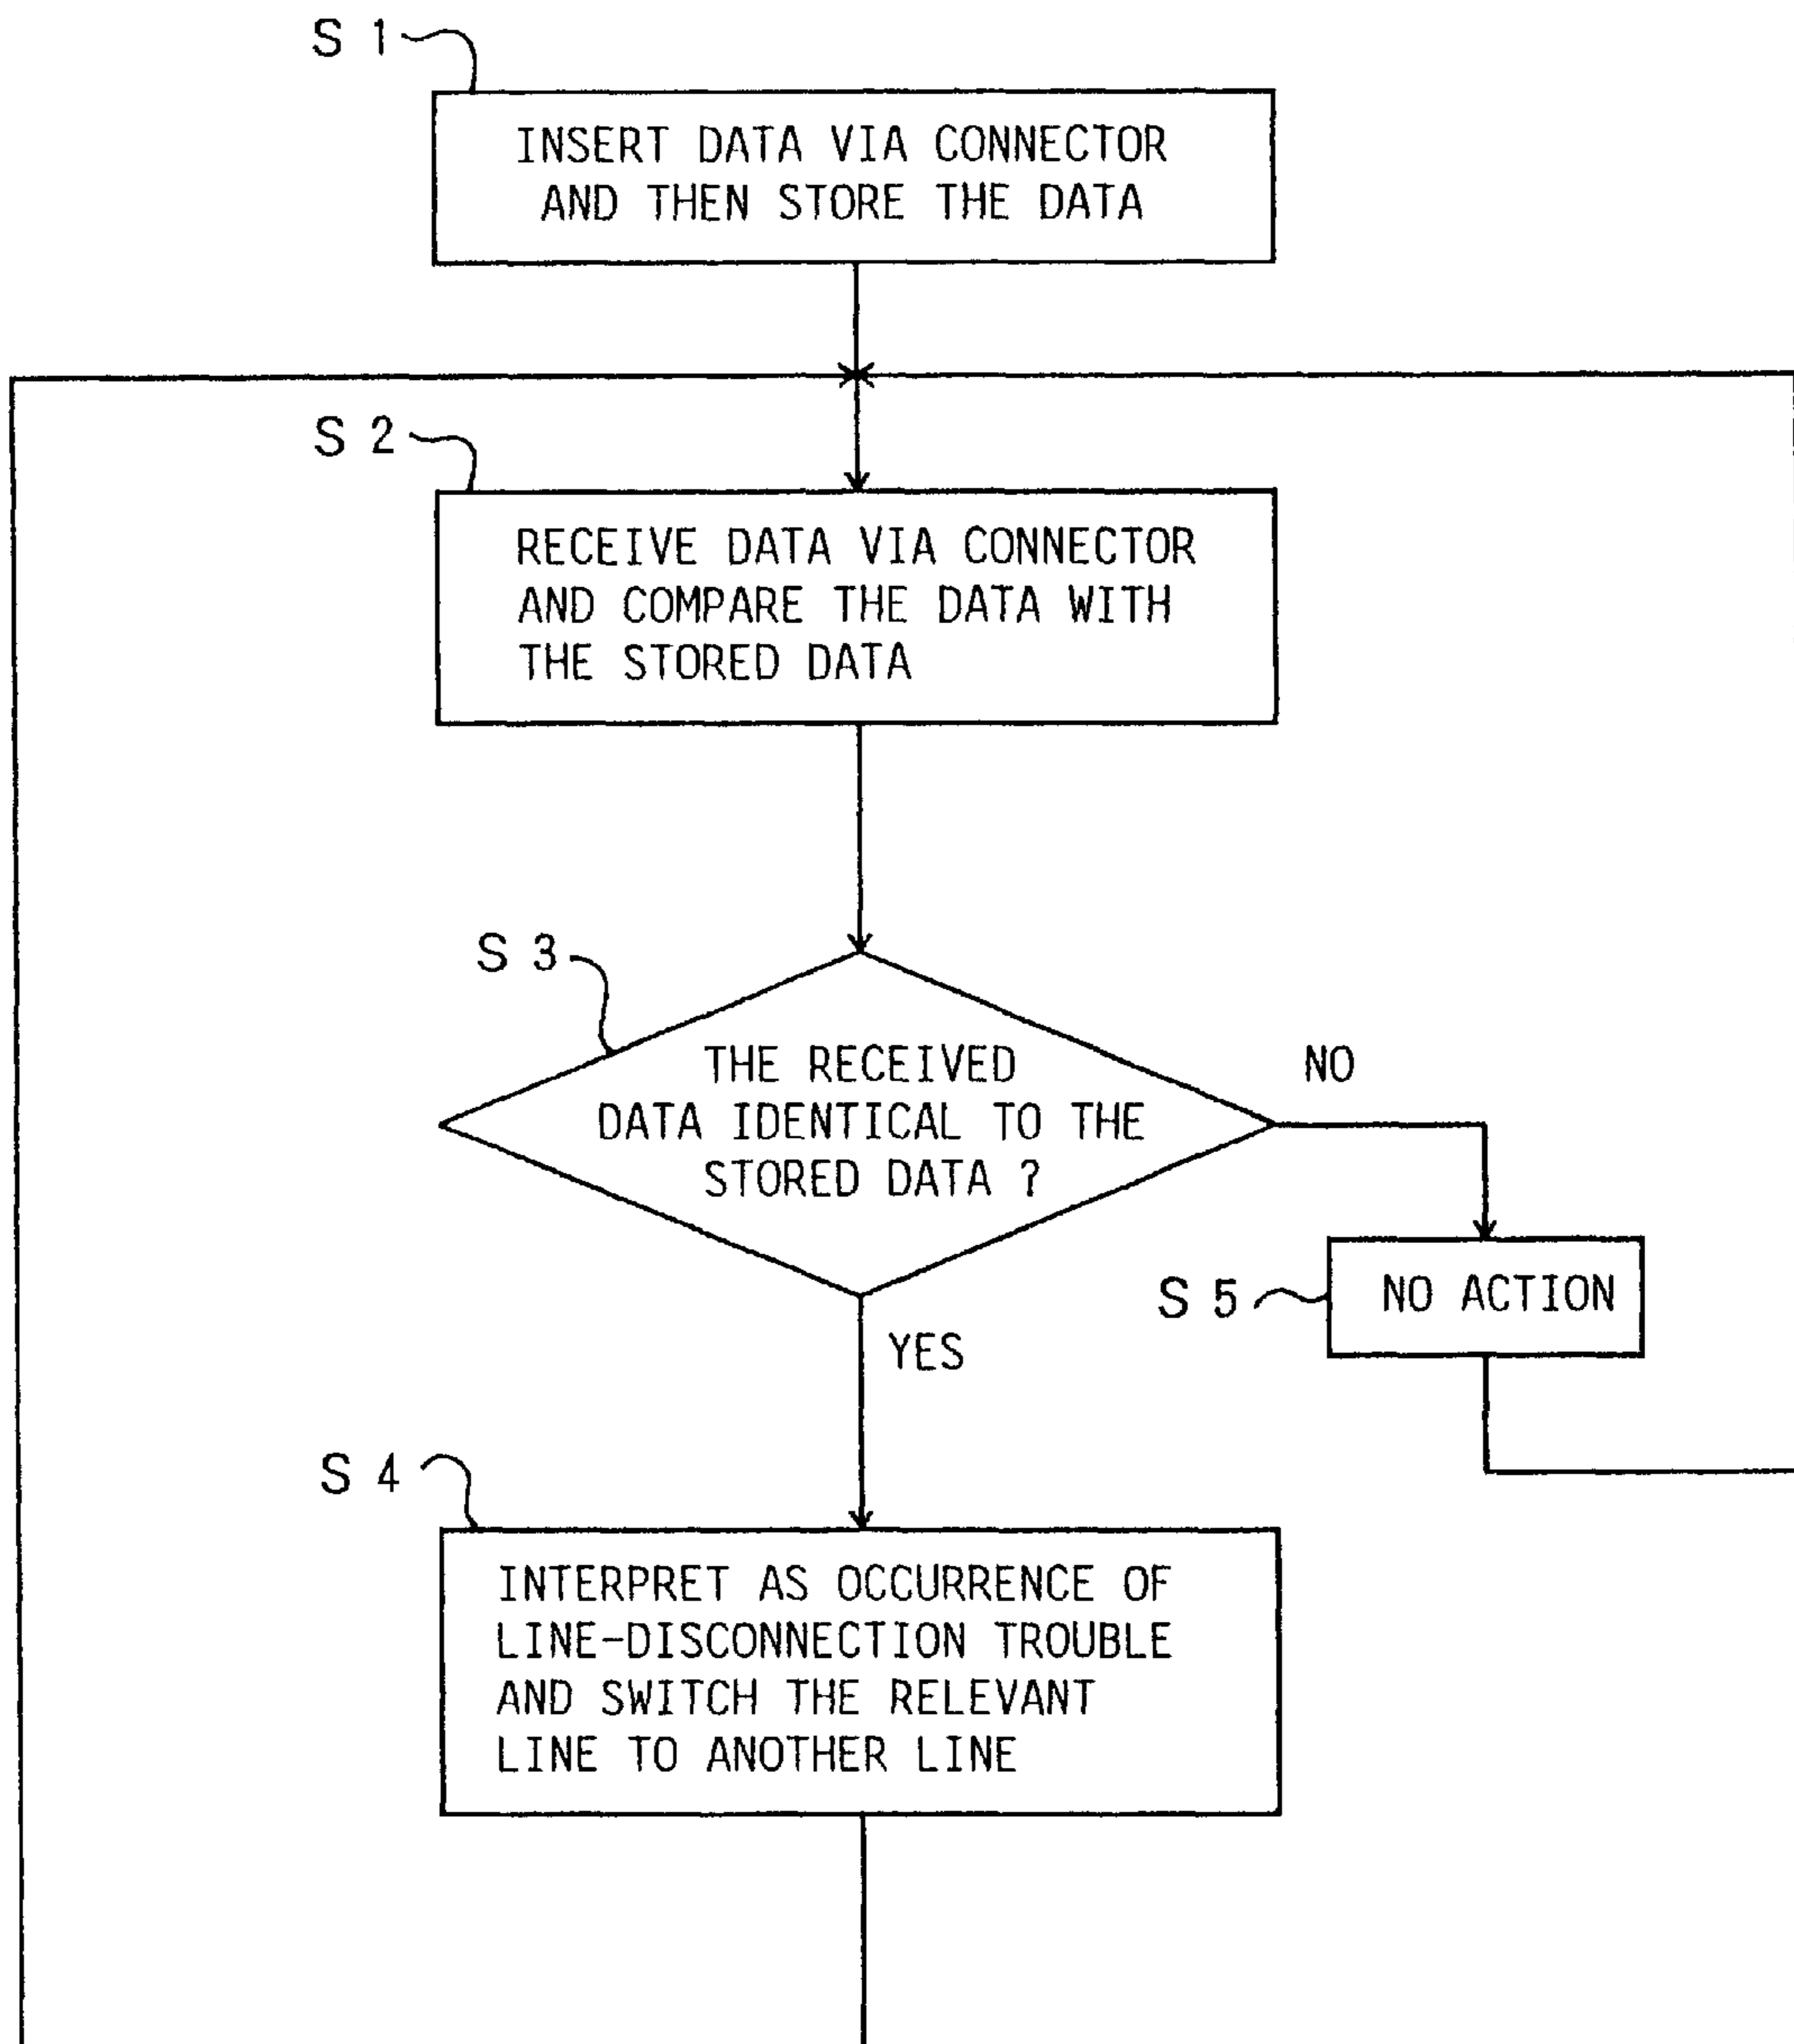 S 1
INSERT DATA VIA CONNECTOR
AND THEN STORE THE DATA
S 2
RECEIVE DATA VIA CONNECTOR
AND COMPARE THE DATA WITH
THE STORED DATA
S 3
THE RECEIVED
DATA IDENTICAL TO THE
STORED DATA ?
NO
S 5
NO ACTION
YES
S 4
INTERPRET AS OCCURRENCE OF
LINE-DISCONNECTION TROUBLE
AND SWITCH THE RELEVANT
LINE TO ANOTHER LINE